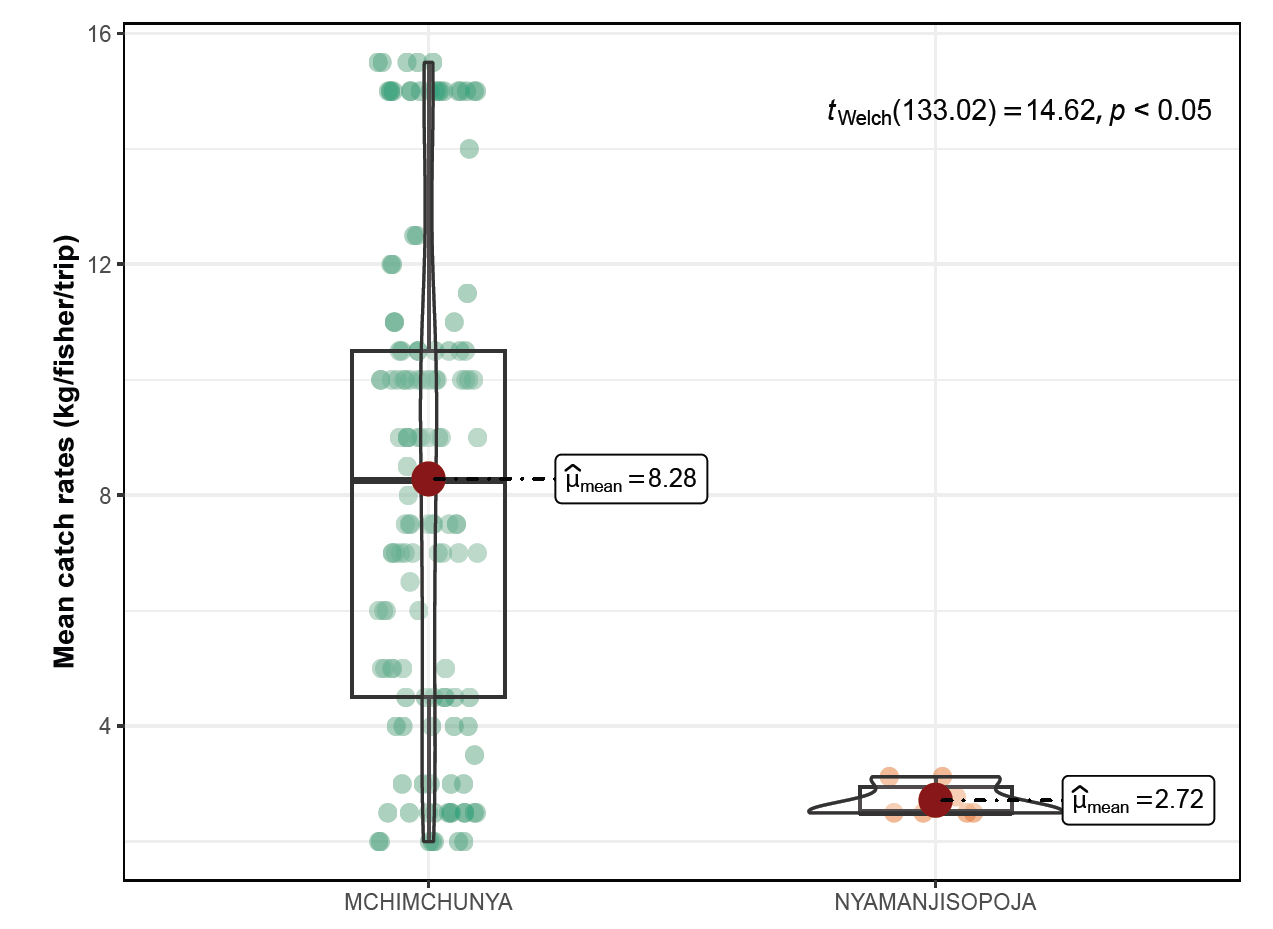 16
t Welch(133.02) = 14.62, p < 0.05
12
Mean catch rates (kg/fisher/trip)
μ̂ mean = 8.28
8
4
μ̂ mean = 2.72
MCHIMCHUNYA
NYAMANJISOPOJA